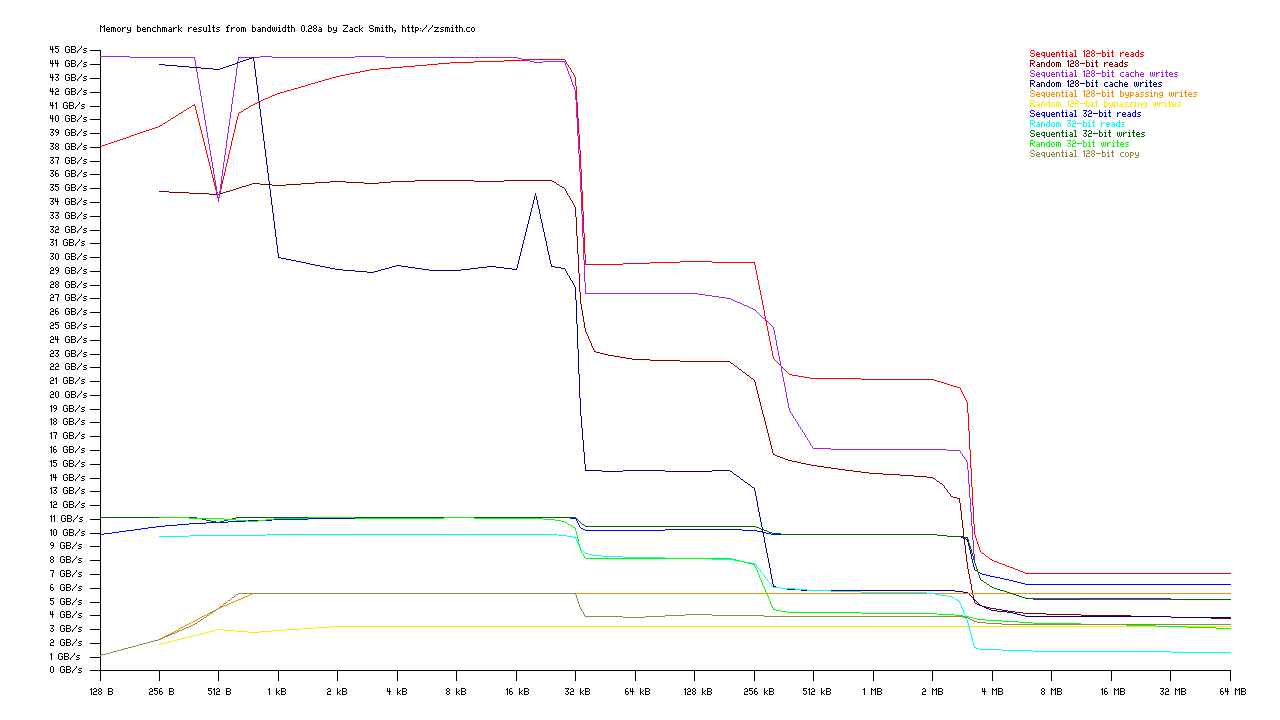 Memory benchmark results from bandwidth 0.28a by Zack Smith, http://zsmith.co
45 GB/s
44 GB/s
43 GB/s
42 GB/s
41 GB/s
40 GB/s
39 GB/s
38 GB/s
37 GB/s
36 GB/s
35 GB/s
34 GB/s
33 GB/s
32 GB/s
31 GB/s
30 GB/s
29 GB/s
28 GB/s
27 GB/s
26 GB/s
25 GB/s
24 GB/s
23 GB/s
22 GB/s
21 GB/s
20 GB/s
19 GB/s
18 GB/s
17 GB/s
16 GB/s
15 GB/s
14 GB/s
13 GB/s
12 GB/s
11 GB/s
10 GB/s
9 GB/s
8 GB/s
7 GB/s
6 GB/s
5 GB/s
4 GB/s
3 GB/s
2 GB/s
1 GB/s
0 GB/s
128 B 256 B 512 B 1 kB 2 kB 4 kB 8 kB 16 kB 32 kB 64 kB 128 kB 256 kB 512 kB 1 MB 2 MB 4 MB 8 MB 16 MB 32 MB 64 MB
Sequential 128-bit reads
Random 128-bit reads
Sequential 128-bit cache writes
Random 128-bit cache writes
Sequential 128-bit bypassing writes
Random 128-bit bypassing writes
Sequential 32-bit reads
Random 32-bit reads
Sequential 32-bit writes
Random 32-bit writes
Sequential 128-bit copy